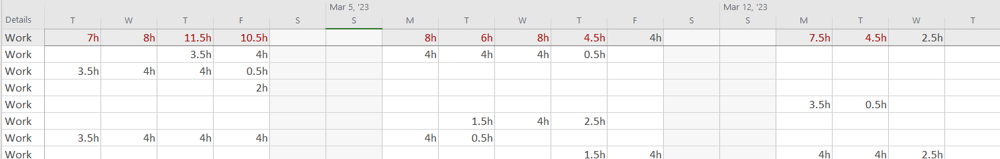 Mar 5, '23 Mar 12, '23
Details T W T F S S M T W T F S S M T W T
Work 7h 8h 11.5h 10.5h 8h 6h 8h 4.5h 4h 7.5h 4.5h 2.5h
Work 3.5h 4h 4h 4h 4h 0.5h
Work 3.5h 4h 4h 0.5h
Work 2h
Work 3.5h 0.5h
Work 1.5h 4h 2.5h
Work 3.5h 4h 4h 4h 4h 0.5h
Work 1.5h 4h 4h 4h 2.5h